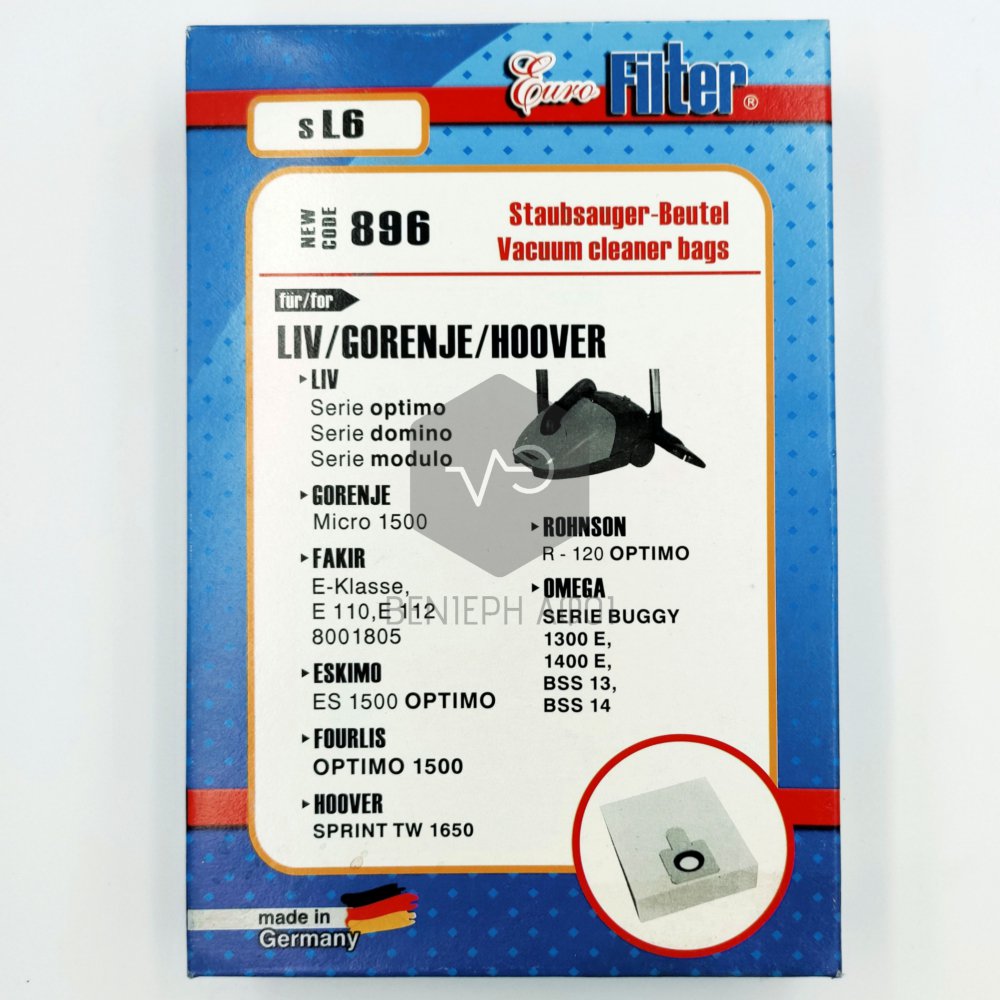 Euro Filter®
s L6
NEW CODE 896
Staubsauger-Beutel
Vacuum cleaner bags
für/for
LIV/GORENJE/HOOVER
LIV
Serie optimo
Serie domino
Serie modulo
GORENJE
Micro 1500
FAKIR
E-Klasse,
E 110,E 112
8001805
ESKIMO
ES 1500 OPTIMO
FOURLIS
OPTIMO 1500
HOOVER
SPRINT TW 1650
ROHNSON
R - 120 OPTIMO
OMEGA
SERIE BUGGY
1300 E,
1400 E,
BSS 13,
BSS 14
made in
Germany